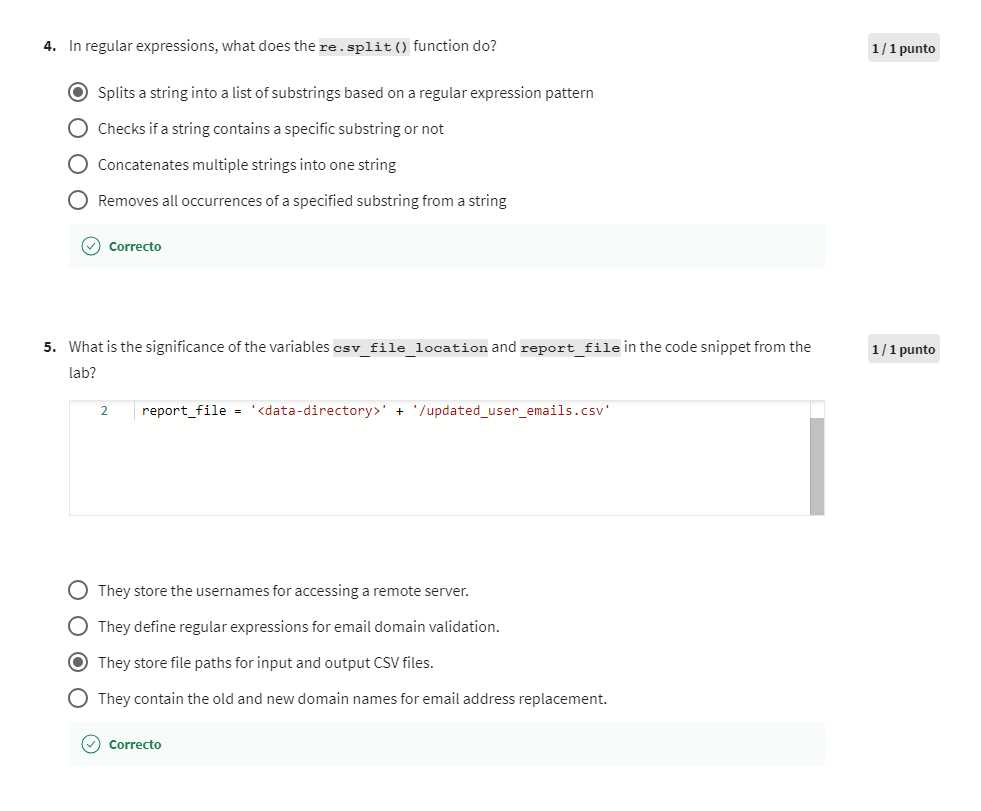 4. In regular expressions, what does the re.split() function do?
1 / 1 punto
Splits a string into a list of substrings based on a regular expression pattern
Checks if a string contains a specific substring or not
Concatenates multiple strings into one string
Removes all occurrences of a specified substring from a string
Correcto
5. What is the significance of the variables csv_file_location and report_file in the code snippet from the
lab?
1 / 1 punto
2 report_file = '<data-directory>' + '/updated_user_emails.csv'
They store the usernames for accessing a remote server.
They define regular expressions for email domain validation.
They store file paths for input and output CSV files.
They contain the old and new domain names for email address replacement.
Correcto